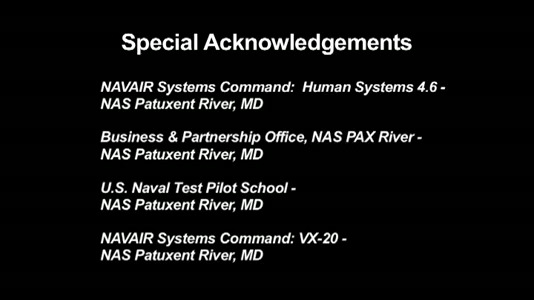 Special Acknowledgements
NAVAIR Systems Command: Human Systems 4.6 -
NAS Patuxent River, MD
Business & Partnership Office, NAS PAX River -
NAS Patuxent River, MD
U.S. Naval Test Pilot School -
NAS Patuxent River, MD
NAVAIR Systems Command: VX-20 -
NAS Patuxent River, MD